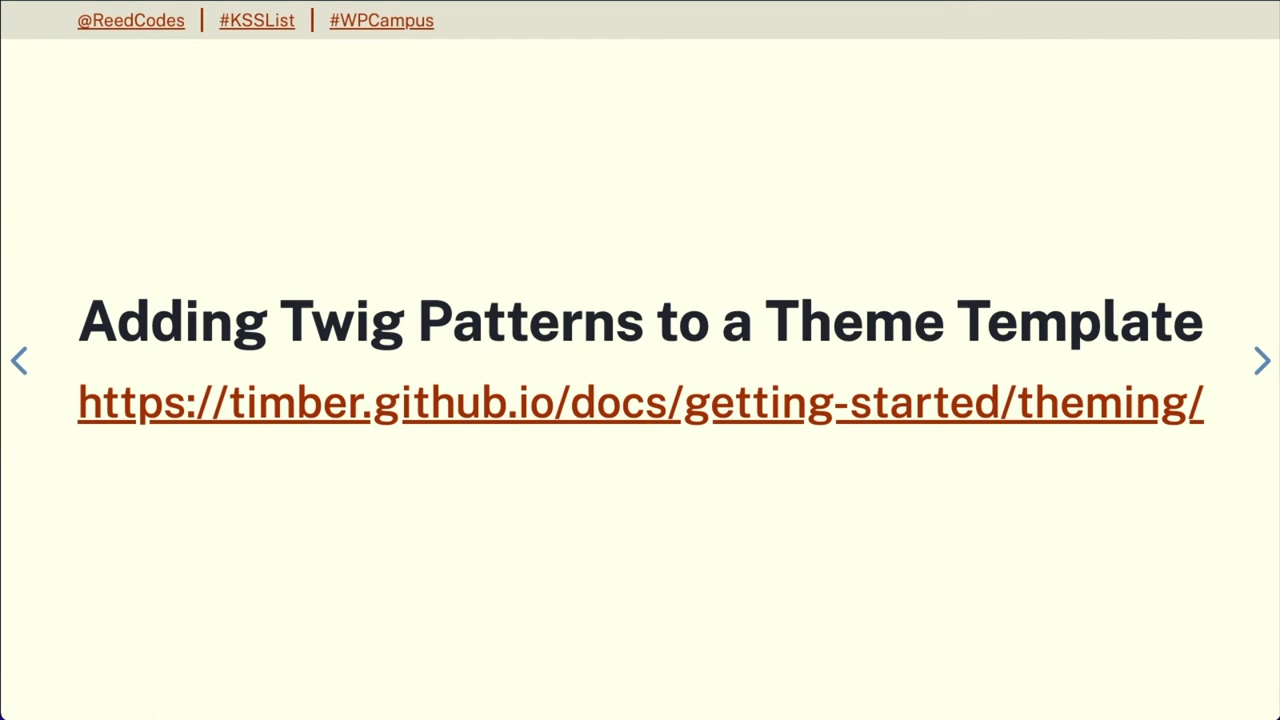 @ReedCodes | #KSSList | #WPCampus
Adding Twig Patterns to a Theme Template
https://timber.github.io/docs/getting-started/theming/